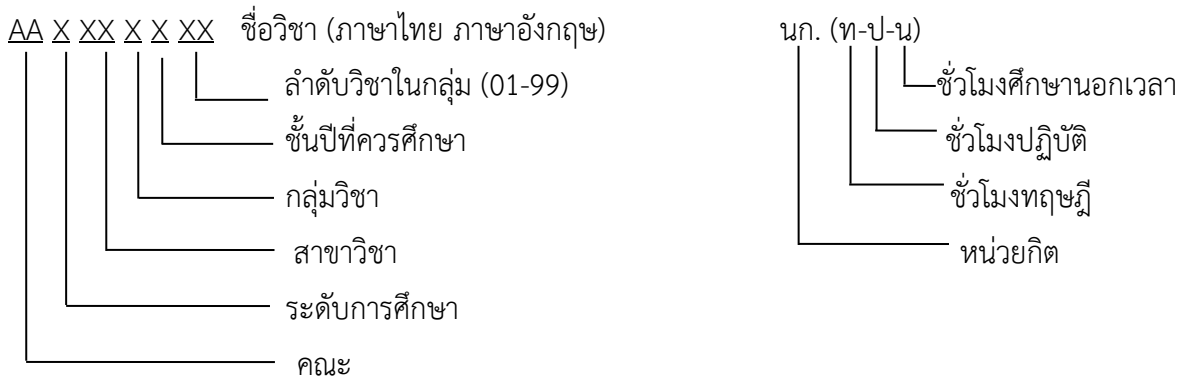 AA X XX X X XX ชื่อวิชา (ภาษาไทย ภาษาอังกฤษ) นก. (ท-ป-น)
ลำดับวิชาในกลุ่ม (01-99) ชั่วโมงศึกษานอกเวลา
ชั้นปีที่ควรศึกษา ชั่วโมงปฏิบัติ
กลุ่มวิชา ชั่วโมงทฤษฎี
สาขาวิชา หน่วยกิต
ระดับการศึกษา
คณะ